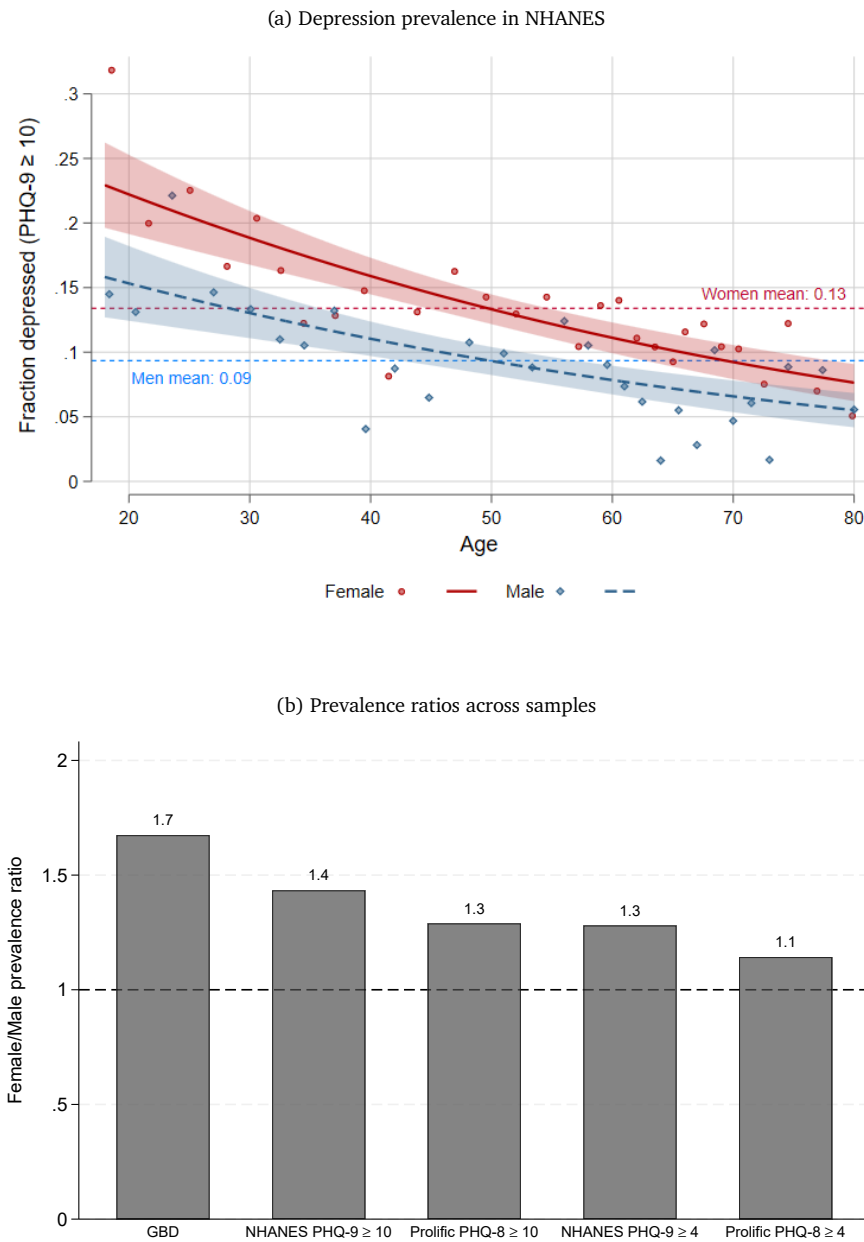 (a) Depression prevalence in NHANES
Fraction depressed (PHQ-9 ≥ 10)
.3
.25
.2
.15
.1
.05
0
Women mean: 0.13
Men mean: 0.09
20 30 40 50 60 70 80
Age
Female Male
(b) Prevalence ratios across samples
Female/Male prevalence ratio
2
1.5
1
.5
0
1.7 1.4 1.3 1.3 1.1
GBD NHANES PHQ-9 ≥ 10 Prolific PHQ-8 ≥ 10 NHANES PHQ-9 ≥ 4 Prolific PHQ-8 ≥ 4